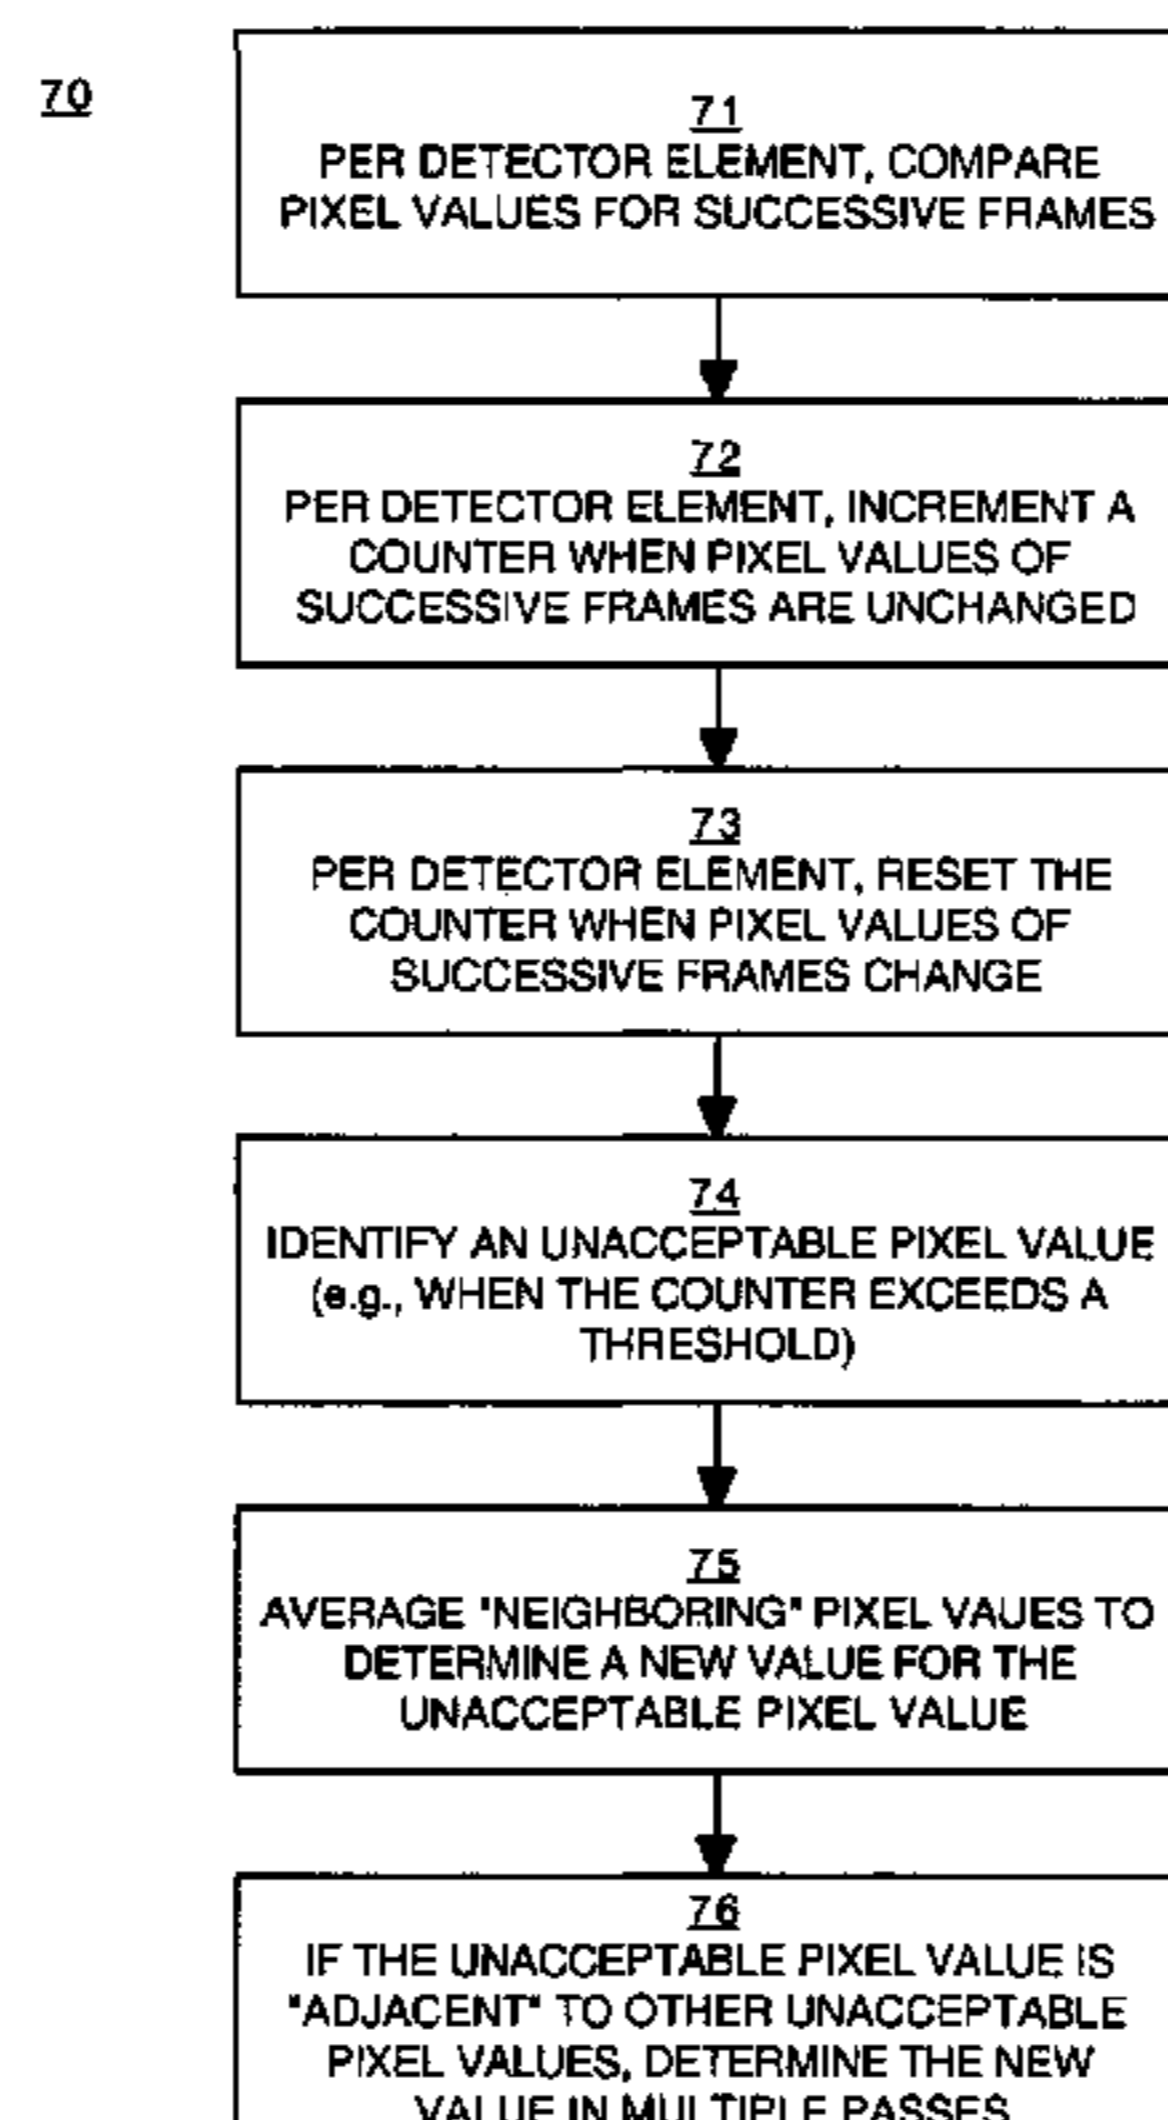 70
71
PER DETECTOR ELEMENT, COMPARE
PIXEL VALUES FOR SUCCESSIVE FRAMES
72
PER DETECTOR ELEMENT, INCREMENT A
COUNTER WHEN PIXEL VALUES OF
SUCCESSIVE FRAMES ARE UNCHANGED
73
PER DETECTOR ELEMENT, RESET THE
COUNTER WHEN PIXEL VALUES OF
SUCCESSIVE FRAMES CHANGE
74
IDENTIFY AN UNACCEPTABLE PIXEL VALUE
(e.g., WHEN THE COUNTER EXCEEDS A
THRESHOLD)
75
AVERAGE "NEIGHBORING" PIXEL VAUES TO
DETERMINE A NEW VALUE FOR THE
UNACCEPTABLE PIXEL VALUE
76
IF THE UNACCEPTABLE PIXEL VALUE IS
"ADJACENT" TO OTHER UNACCEPTABLE
PIXEL VALUES, DETERMINE THE NEW
VALUE IN MULTIPLE PASSES